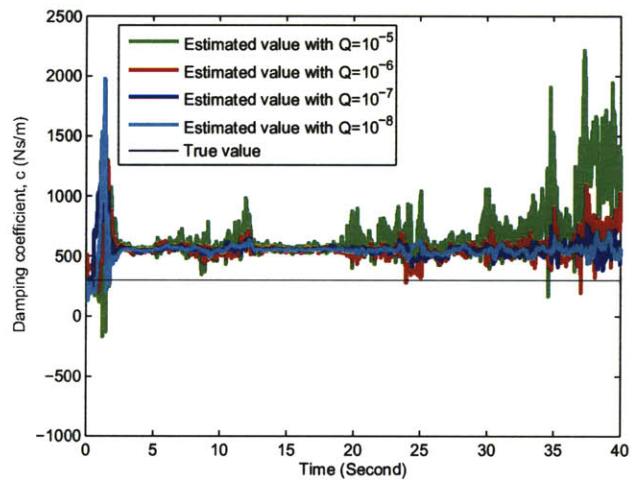 2500
2000
1500
1000
500
0
−500
−1000
Damping coefficient, c (Ns/m)
Estimated value with Q=10⁻⁵
Estimated value with Q=10⁻⁶
Estimated value with Q=10⁻⁷
Estimated value with Q=10⁻⁸
True value
0 5 10 15 20 25 30 35 40
Time (Second)